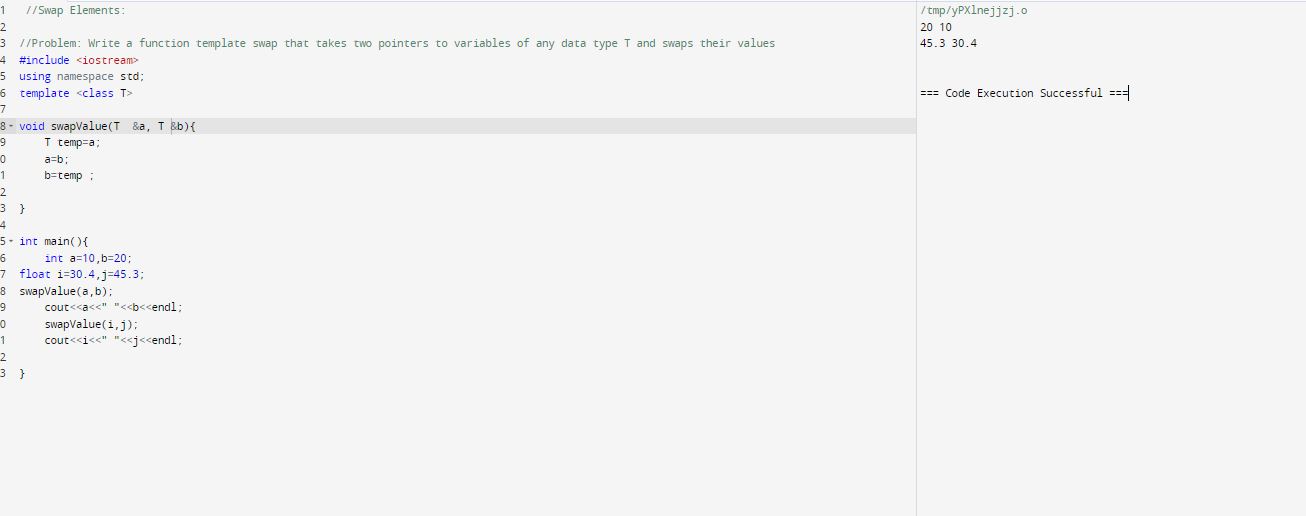 1 //Swap Elements:
2
3 //Problem: Write a function template swap that takes two pointers to variables of any data type T and swaps their values
4 #include <iostream>
5 using namespace std;
6 template <class T>
7
8 void swapValue(T  &a, T &b){
9     T temp=a;
0     a=b;
1     b=temp ;
2
3 }
4
5 int main(){
6     int a=10,b=20;
7 float i=30.4,j=45.3;
8 swapValue(a,b);
9     cout<<a<<" "<<b<<endl;
0     swapValue(i,j);
1     cout<<i<<" "<<j<<endl;
2
3 }
/tmp/yPXlnejjzj.o
20 10
45.3 30.4
=== Code Execution Successful ===